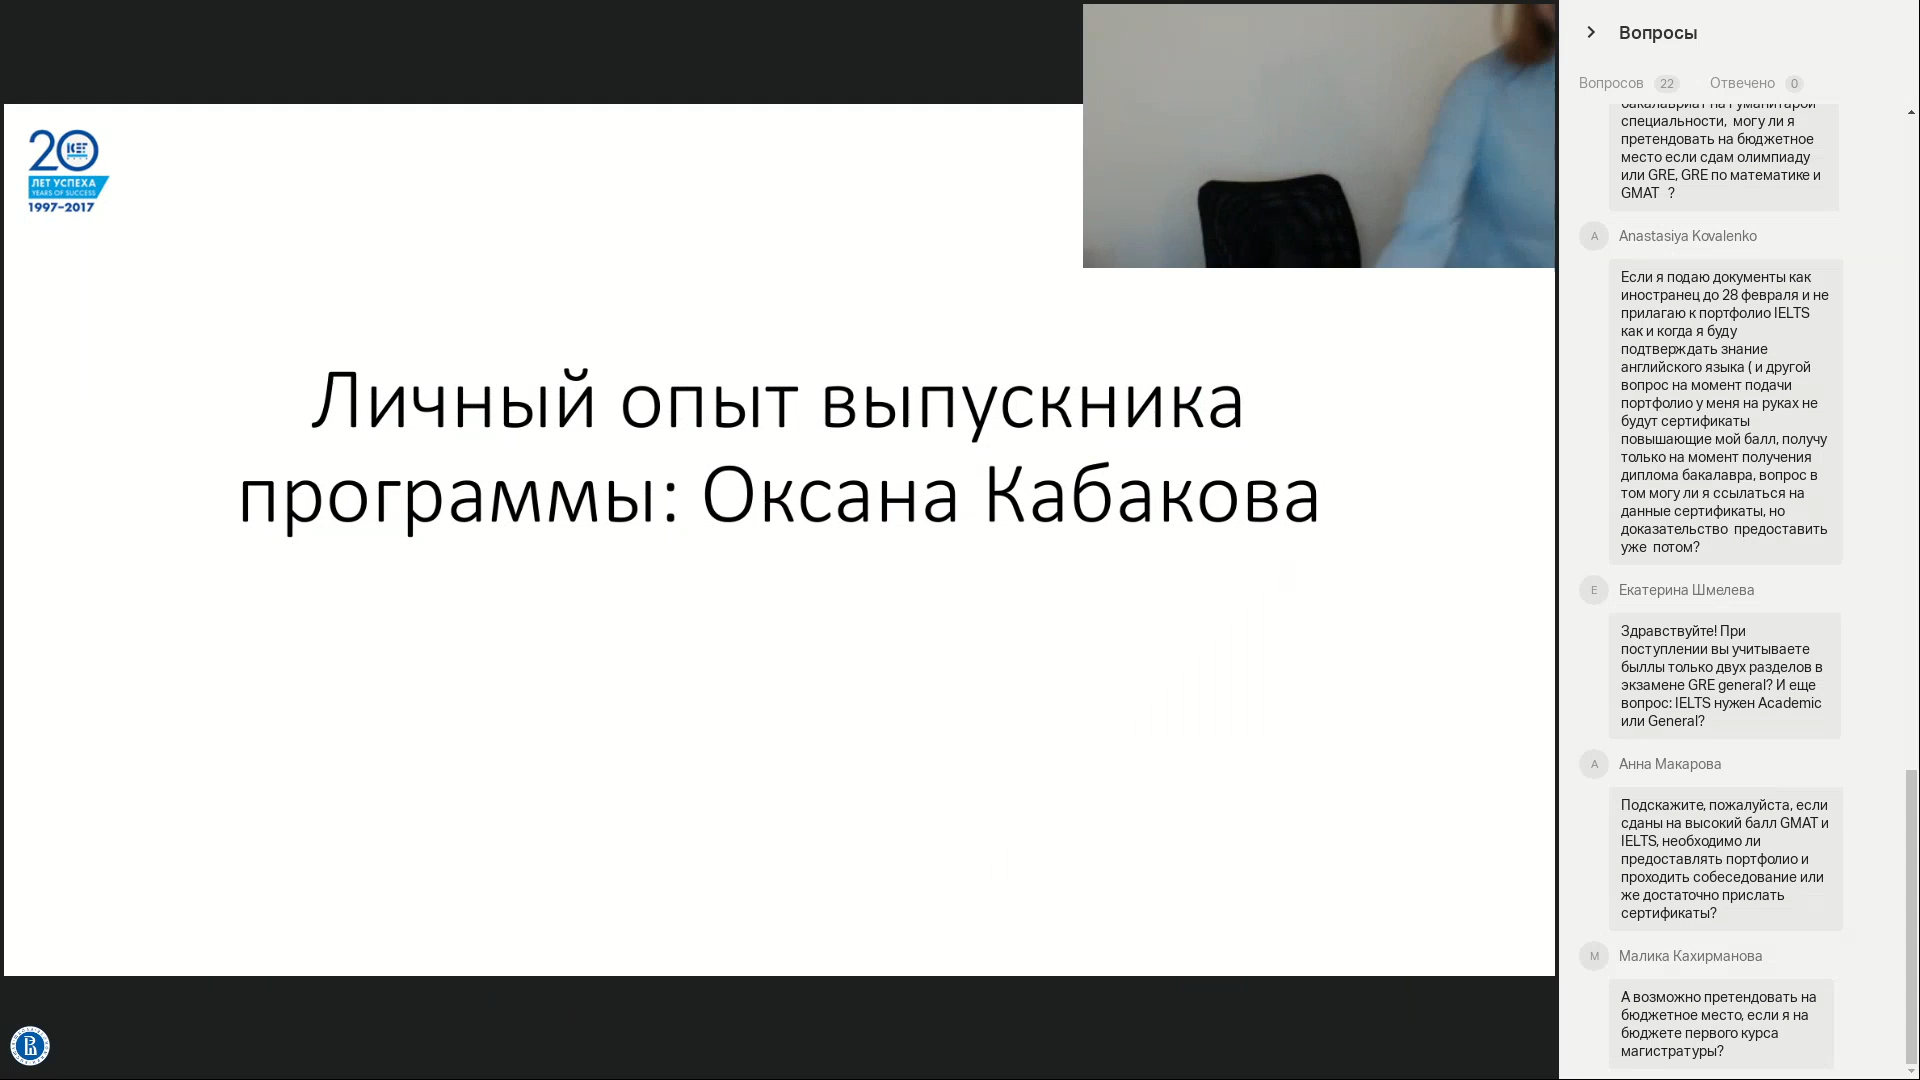 20 ICEF
ЛЕТ УСПЕХА
YEARS OF SUCCESS
1997-2017
Личный опыт выпускника
программы: Оксана Кабакова
Вопросы
Вопросов 22 Отвечено 0
специальности, могу ли я
претендовать на бюджетное
место если сдам олимпиаду
или GRE, GRE по математике и
GMAT ?
A Anastasiya Kovalenko
Если я подаю документы как
иностранец до 28 февраля и не
прилагаю к портфолио IELTS
как и когда я буду
подтверждать знание
английского языка ( и другой
вопрос на момент подачи
портфолио у меня на руках не
будут сертификаты
повышающие мой балл, получу
только на момент получения
диплома бакалавра, вопрос в
том могу ли я ссылаться на
данные сертификаты, но
доказательство предоставить
уже потом?
Е Екатерина Шмелева
Здравствуйте! При
поступлении вы учитываете
быллы только двух разделов в
экзамене GRE general? И еще
вопрос: IELTS нужен Academic
или General?
А Анна Макарова
Подскажите, пожалуйста, если
сданы на высокий балл GMAT и
IELTS, необходимо ли
предоставлять портфолио и
проходить собеседование или
же достаточно прислать
сертификаты?
М Малика Кахирманова
А возможно претендовать на
бюджетное место, если я на
бюджете первого курса
магистратуры?